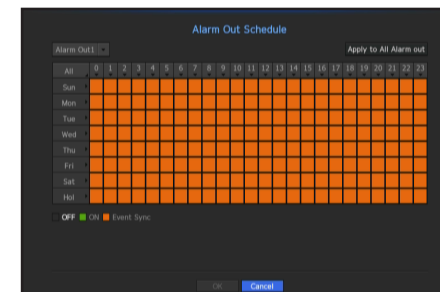 Alarm Out Schedule
Alarm Out1 Apply to All Alarm out
All 0 1 2 3 4 5 6 7 8 9 10 11 12 13 14 15 16 17 18 19 20 21 22 23
Sun
Mon
Tue
Wed
Thu
Fri
Sat
Hol
OFF ON Event Sync
OK Cancel